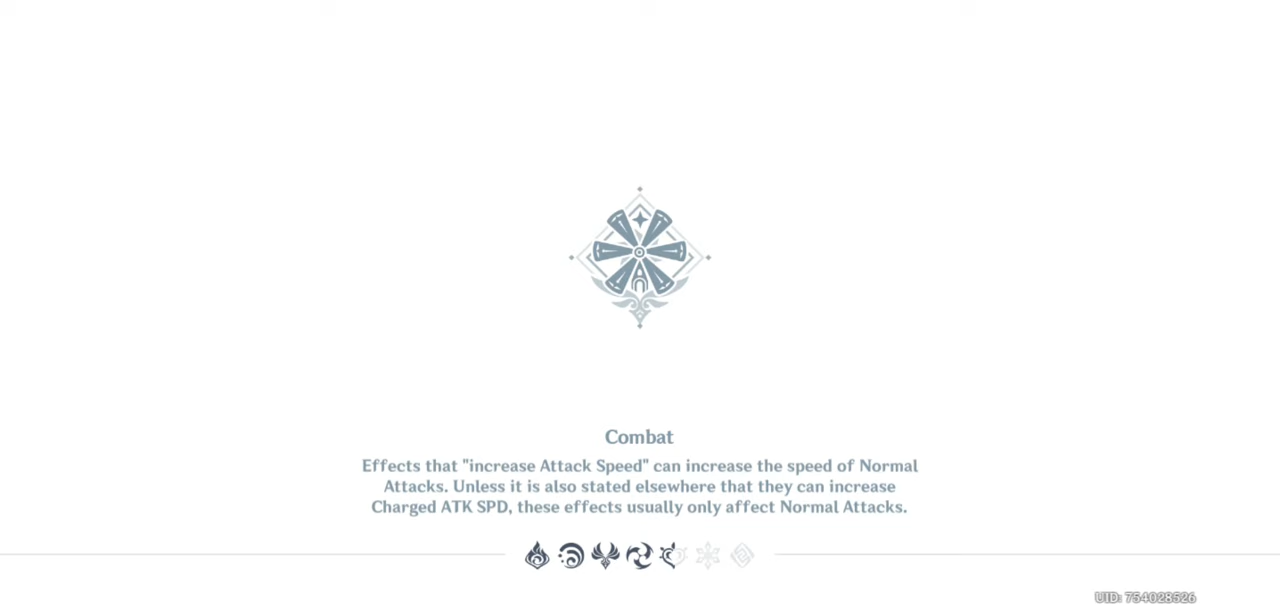 Combat
Effects that "increase Attack Speed" can increase the speed of Normal
Attacks. Unless it is also stated elsewhere that they can increase
Charged ATK SPD, these effects usually only affect Normal Attacks.
UID: 754028526